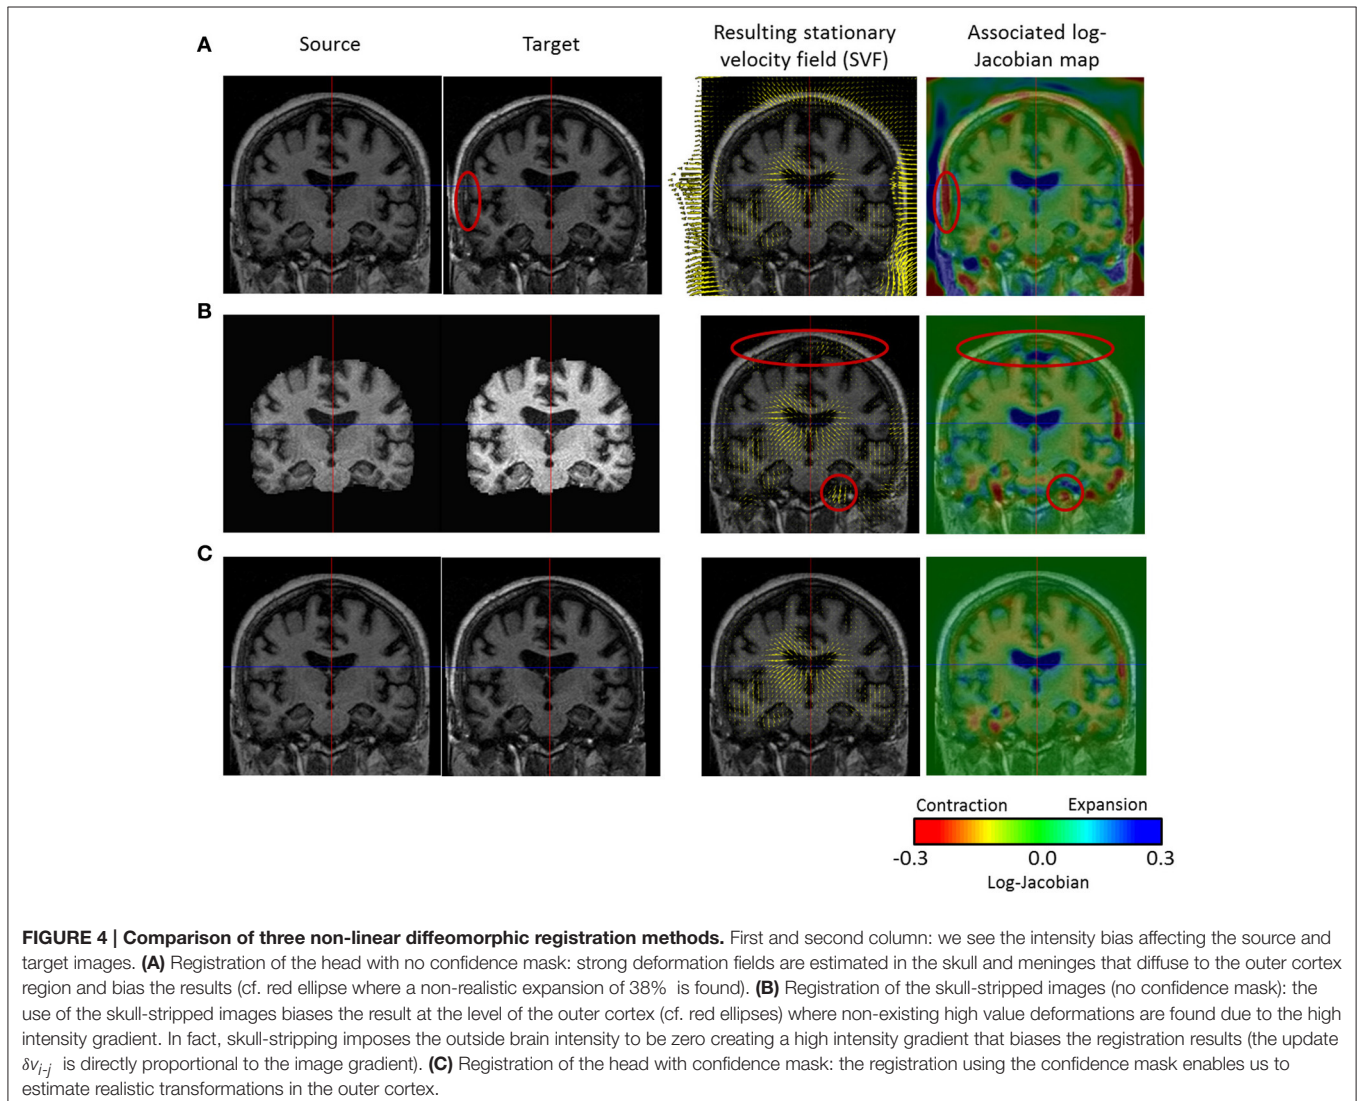 A
Source
Target
Resulting stationary
velocity field (SVF)
Associated log-
Jacobian map
B
C
Contraction
Expansion
-0.3
0.0
0.3
Log-Jacobian
FIGURE 4 | Comparison of three non-linear diffeomorphic registration methods. First and second column: we see the intensity bias affecting the source and
target images. (A) Registration of the head with no confidence mask: strong deformation fields are estimated in the skull and meninges that diffuse to the outer cortex
region and bias the results (cf. red ellipse where a non-realistic expansion of 38% is found). (B) Registration of the skull-stripped images (no confidence mask): the
use of the skull-stripped images biases the result at the level of the outer cortex (cf. red ellipses) where non-existing high value deformations are found due to the high
intensity gradient. In fact, skull-stripping imposes the outside brain intensity to be zero creating a high intensity gradient that biases the registration results (the update
δv_{i-j} is directly proportional to the image gradient). (C) Registration of the head with confidence mask: the registration using the confidence mask enables us to
estimate realistic transformations in the outer cortex.